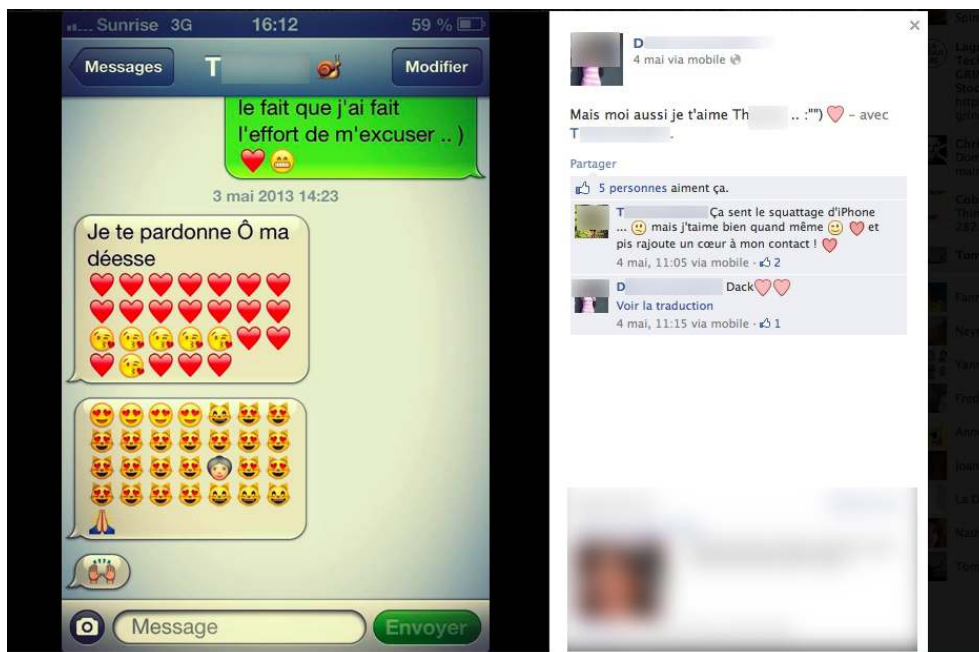 Sunrise 3G 16:12 59 %
Messages T 🐌 Modifier
le fait que j'ai fait
l'effort de m'excuser .. )
❤️😁
3 mai 2013 14:23
Je te pardonne Ô ma
déesse
❤️❤️❤️❤️❤️❤️❤️
❤️❤️❤️❤️❤️❤️❤️
😘😘😘😘😘❤️❤️
❤️😘❤️❤️❤️
😍😍😍😍😸😻😻
😻😻😻😻😻😻😻
😻😻😻😻👵😻😻
😻😻😻😻😸😸😸
🙏
🙌
Message Envoyer
D
4 mai via mobile
Mais moi aussi je t'aime Th .. :"") ❤ – avec
T .
Partager
5 personnes aiment ça.
T Ça sent le squattage d'iPhone
... mais j'taime bien quand même ❤ et
pis rajoute un cœur à mon contact ! ❤
4 mai, 11:05 via mobile · 2
D Dack❤❤
Voir la traduction
4 mai, 11:15 via mobile · 1